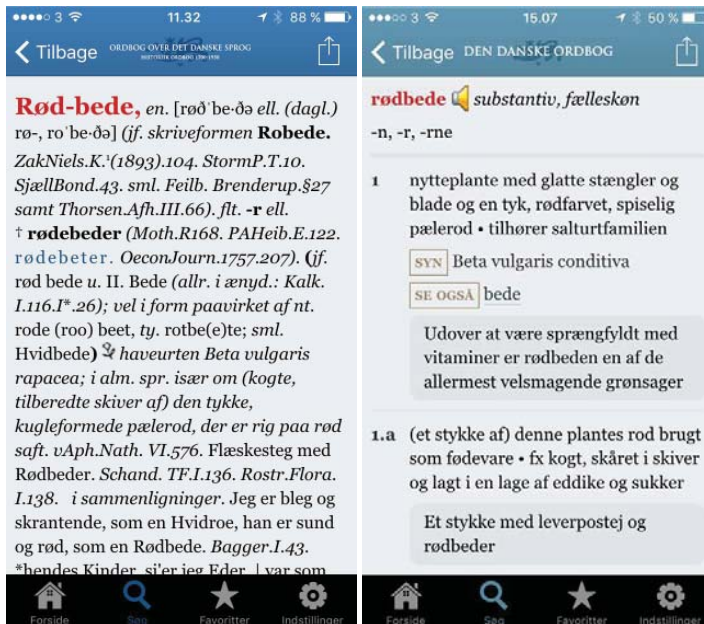 3 11.32 88 %
Tilbage ORDBOG OVER DET DANSKE SPROG
Rød-bede, en. [røðˈbe·ðə ell. (dagl.)
rø-, roˈbe·ðə] (jf. skriveformen Robede.
ZakNiels.K.¹(1893).104. StormP.T.10.
SjællBond.43. sml. Feilb. Brenderup.§27
samt Thorsen.Afh.III.66). flt. -r ell.
† rødebeder (Moth.R168. PAHeib.E.122.
rødebeter. OeconJourn.1757.207). (jf.
rød bede u. II. Bede (allr. i ænyd.: Kalk.
I.116.I*.26); vel i form paavirket af nt.
rode (roo) beet, ty. rotbe(e)te; sml.
Hvidbede) haveurten Beta vulgaris
rapacea; i alm. spr. især om (kogte,
tilberedte skiver af) den tykke,
kugleformede pælerod, der er rig paa rød
saft. vAph.Nath. VI.576. Flæskesteg med
Rødbeder. Schand. TF.I.136. Rostr.Flora.
I.138. i sammenligninger. Jeg er bleg og
skrantende, som en Hvidroe, han er sund
og rød, som en Rødbede. Bagger.I.43.
*hendes Kinder, si'er jeg Eder, | var som
Forside Søg Favoritter Indstillinger
3 15.07 50 %
Tilbage DEN DANSKE ORDBOG
rødbede substantiv, fælleskøn
-n, -r, -rne
1 nytteplante med glatte stængler og
blade og en tyk, rødfarvet, spiselig
pælerod • tilhører salturtfamilien
SYN Beta vulgaris conditiva
SE OGSÅ bede
Udover at være sprængfyldt med
vitaminer er rødbeden en af de
allermest velsmagende grønsager
1.a (et stykke af) denne plantes rod brugt
som fødevare • fx kogt, skåret i skiver
og lagt i en lage af eddike og sukker
Et stykke med leverpostej og
rødbeder
Forside Søg Favoritter Indstillinger